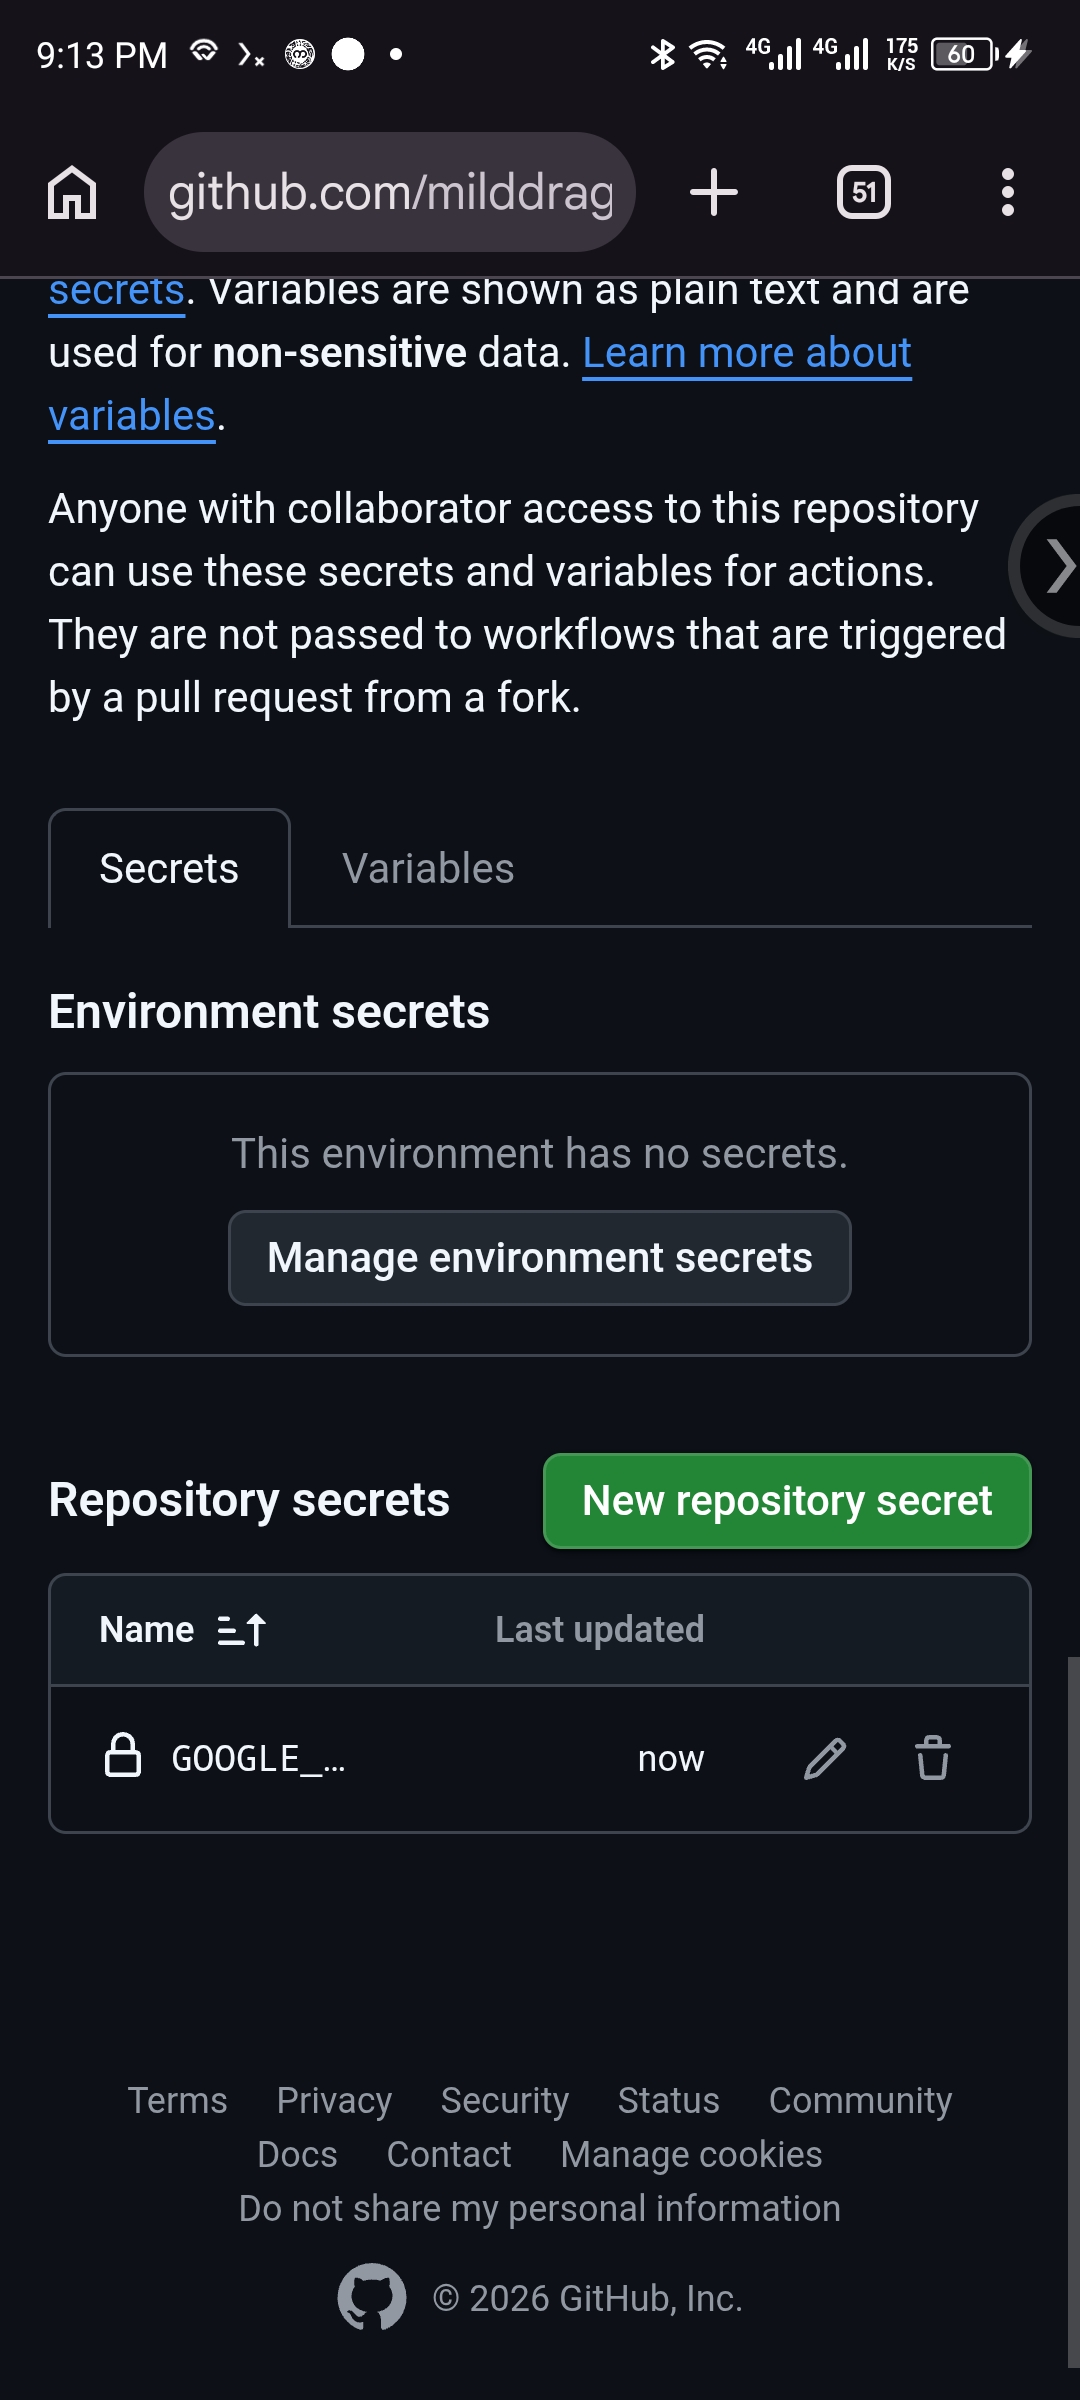 9:13 PM
4G 4G 175 K/S 60
github.com/milddrag
51
secrets. Variables are shown as plain text and are
used for non-sensitive data. Learn more about
variables.
Anyone with collaborator access to this repository
can use these secrets and variables for actions.
They are not passed to workflows that are triggered
by a pull request from a fork.
Secrets Variables
Environment secrets
This environment has no secrets.
Manage environment secrets
Repository secrets New repository secret
Name Last updated
GOOGLE_... now
Terms Privacy Security Status Community
Docs Contact Manage cookies
Do not share my personal information
© 2026 GitHub, Inc.